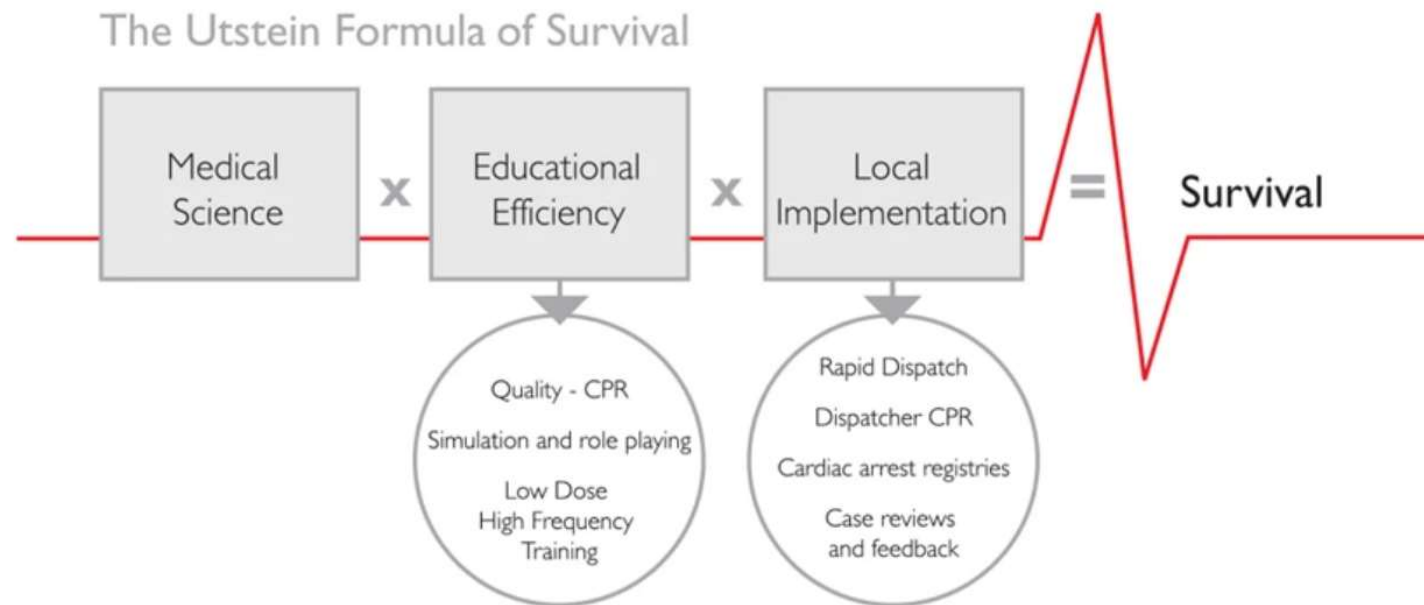 The Utstein Formula of Survival
Medical
Science
x
Educational
Efficiency
x
Local
Implementation
=
Survival
Quality - CPR
Simulation and role playing
Low Dose
High Frequency
Training
Rapid Dispatch
Dispatcher CPR
Cardiac arrest registries
Case reviews
and feedback